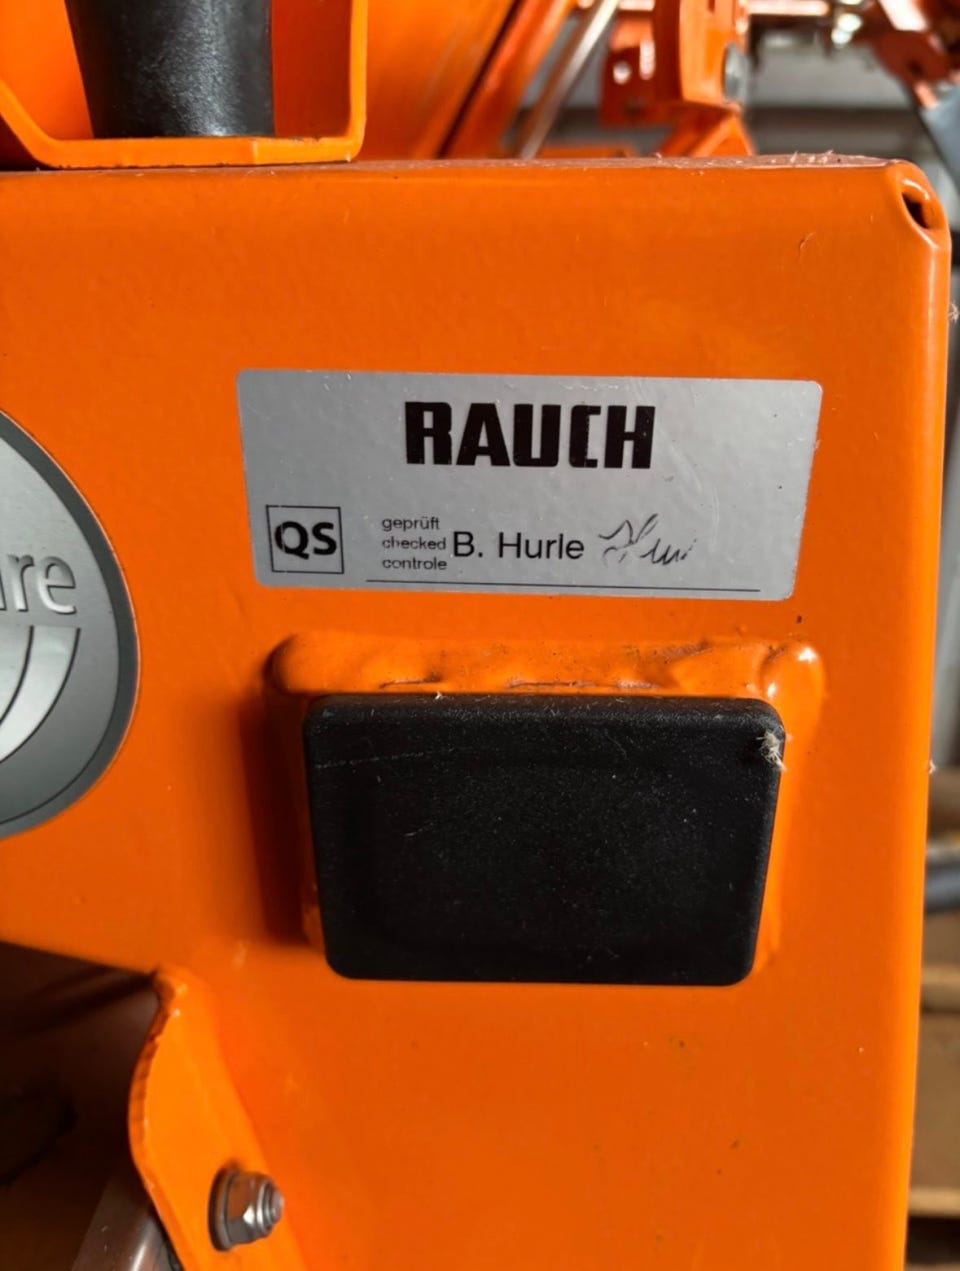 RAUCH
QS
geprüft
checked B. Hurle
controle